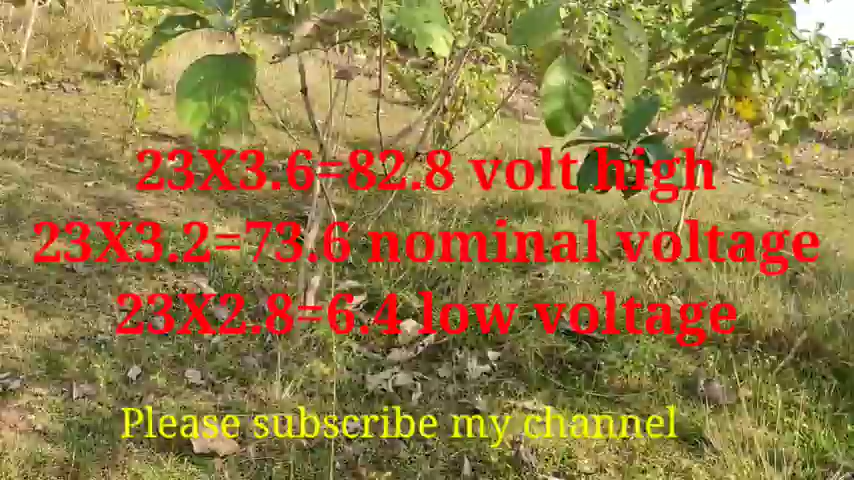 23X3.6=82.8 volt high
23X3.2=73.6 nominal voltage
23X2.8=6.4 low voltage
Please subscribe my channel